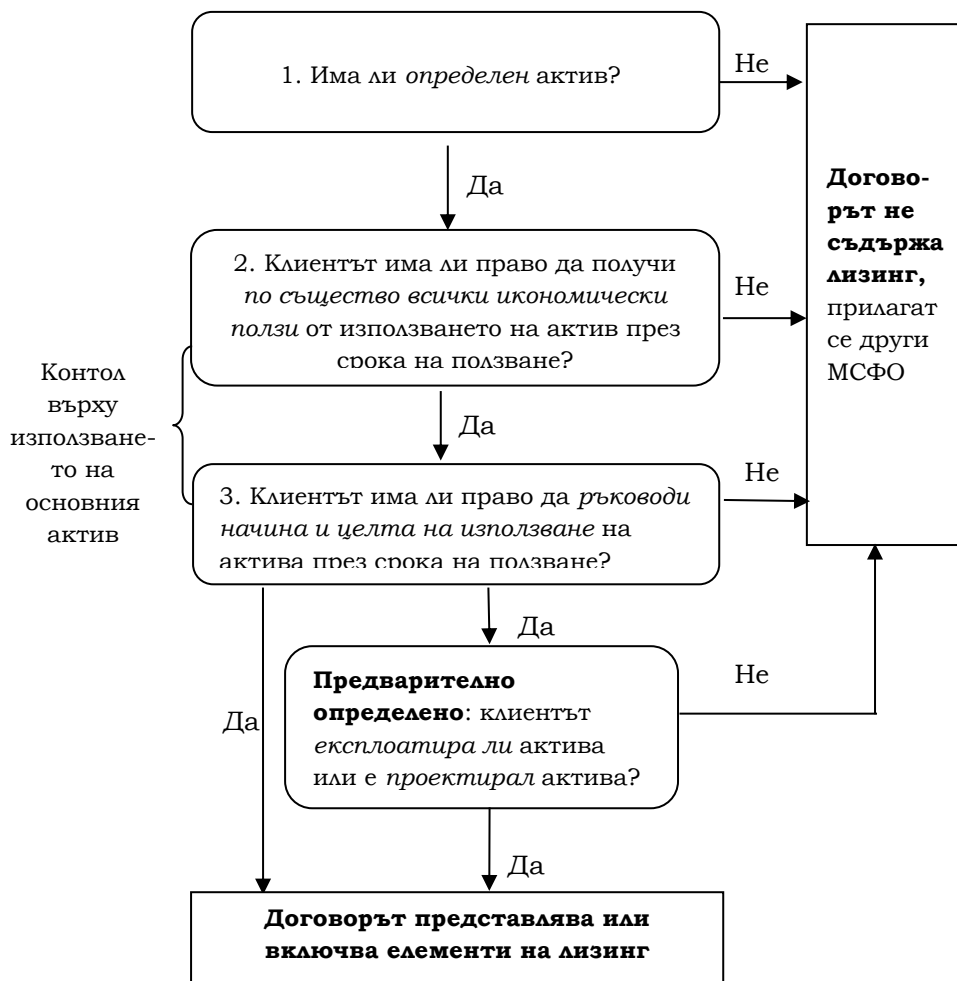 1. Има ли определен актив?
Не
Да
2. Клиентът има ли право да получи
по същество всички икономически
ползи от използването на актив през
срока на ползване?
Не
Догово-
рът не
съдържа
лизинг,
прилагат
се други
МСФО
Контол
върху
използване-
то на
основния
актив
Да
3. Клиентът има ли право да ръководи
начина и целта на използване на
актива през срока на ползване?
Не
Да
Да
Предварително
определено: клиентът
експлоатира ли актива
или е проектирал актива?
Не
Да
Договорът представлява или
включва елементи на лизинг